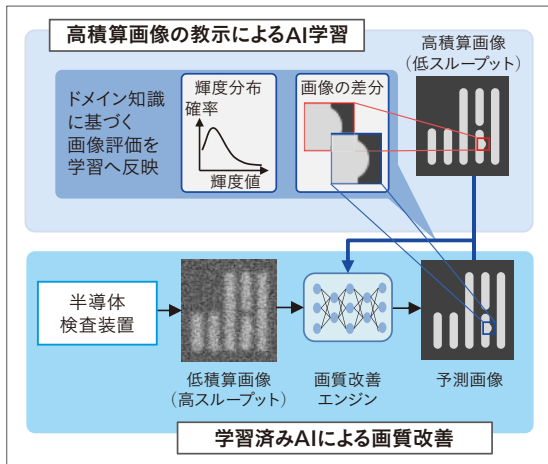 高積算画像の教示によるAI学習
高積算画像
(低スループット)
ドメイン知識
に基づく
画像評価を
学習へ反映
輝度分布
確率
輝度値
画像の差分
半導体
検査装置
低積算画像
(高スループット)
画質改善
エンジン
予測画像
学習済みAIによる画質改善